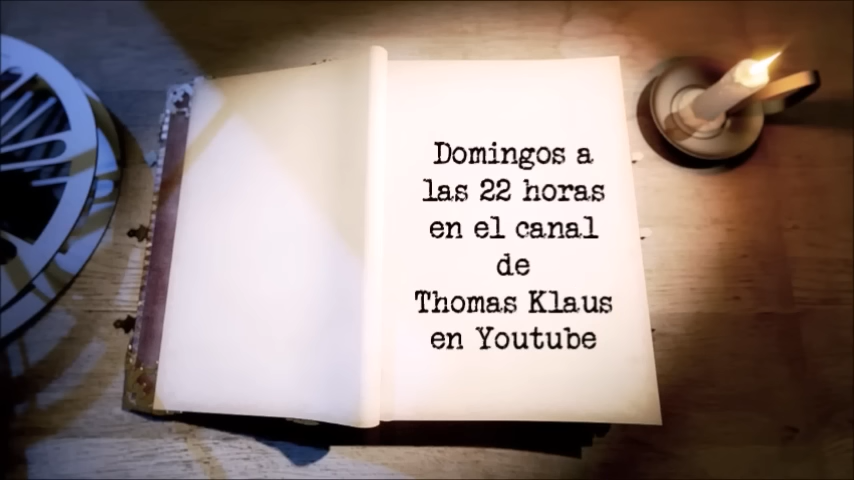 Domingos a
las 22 horas
en el canal
de
Thomas Klaus
en Youtube